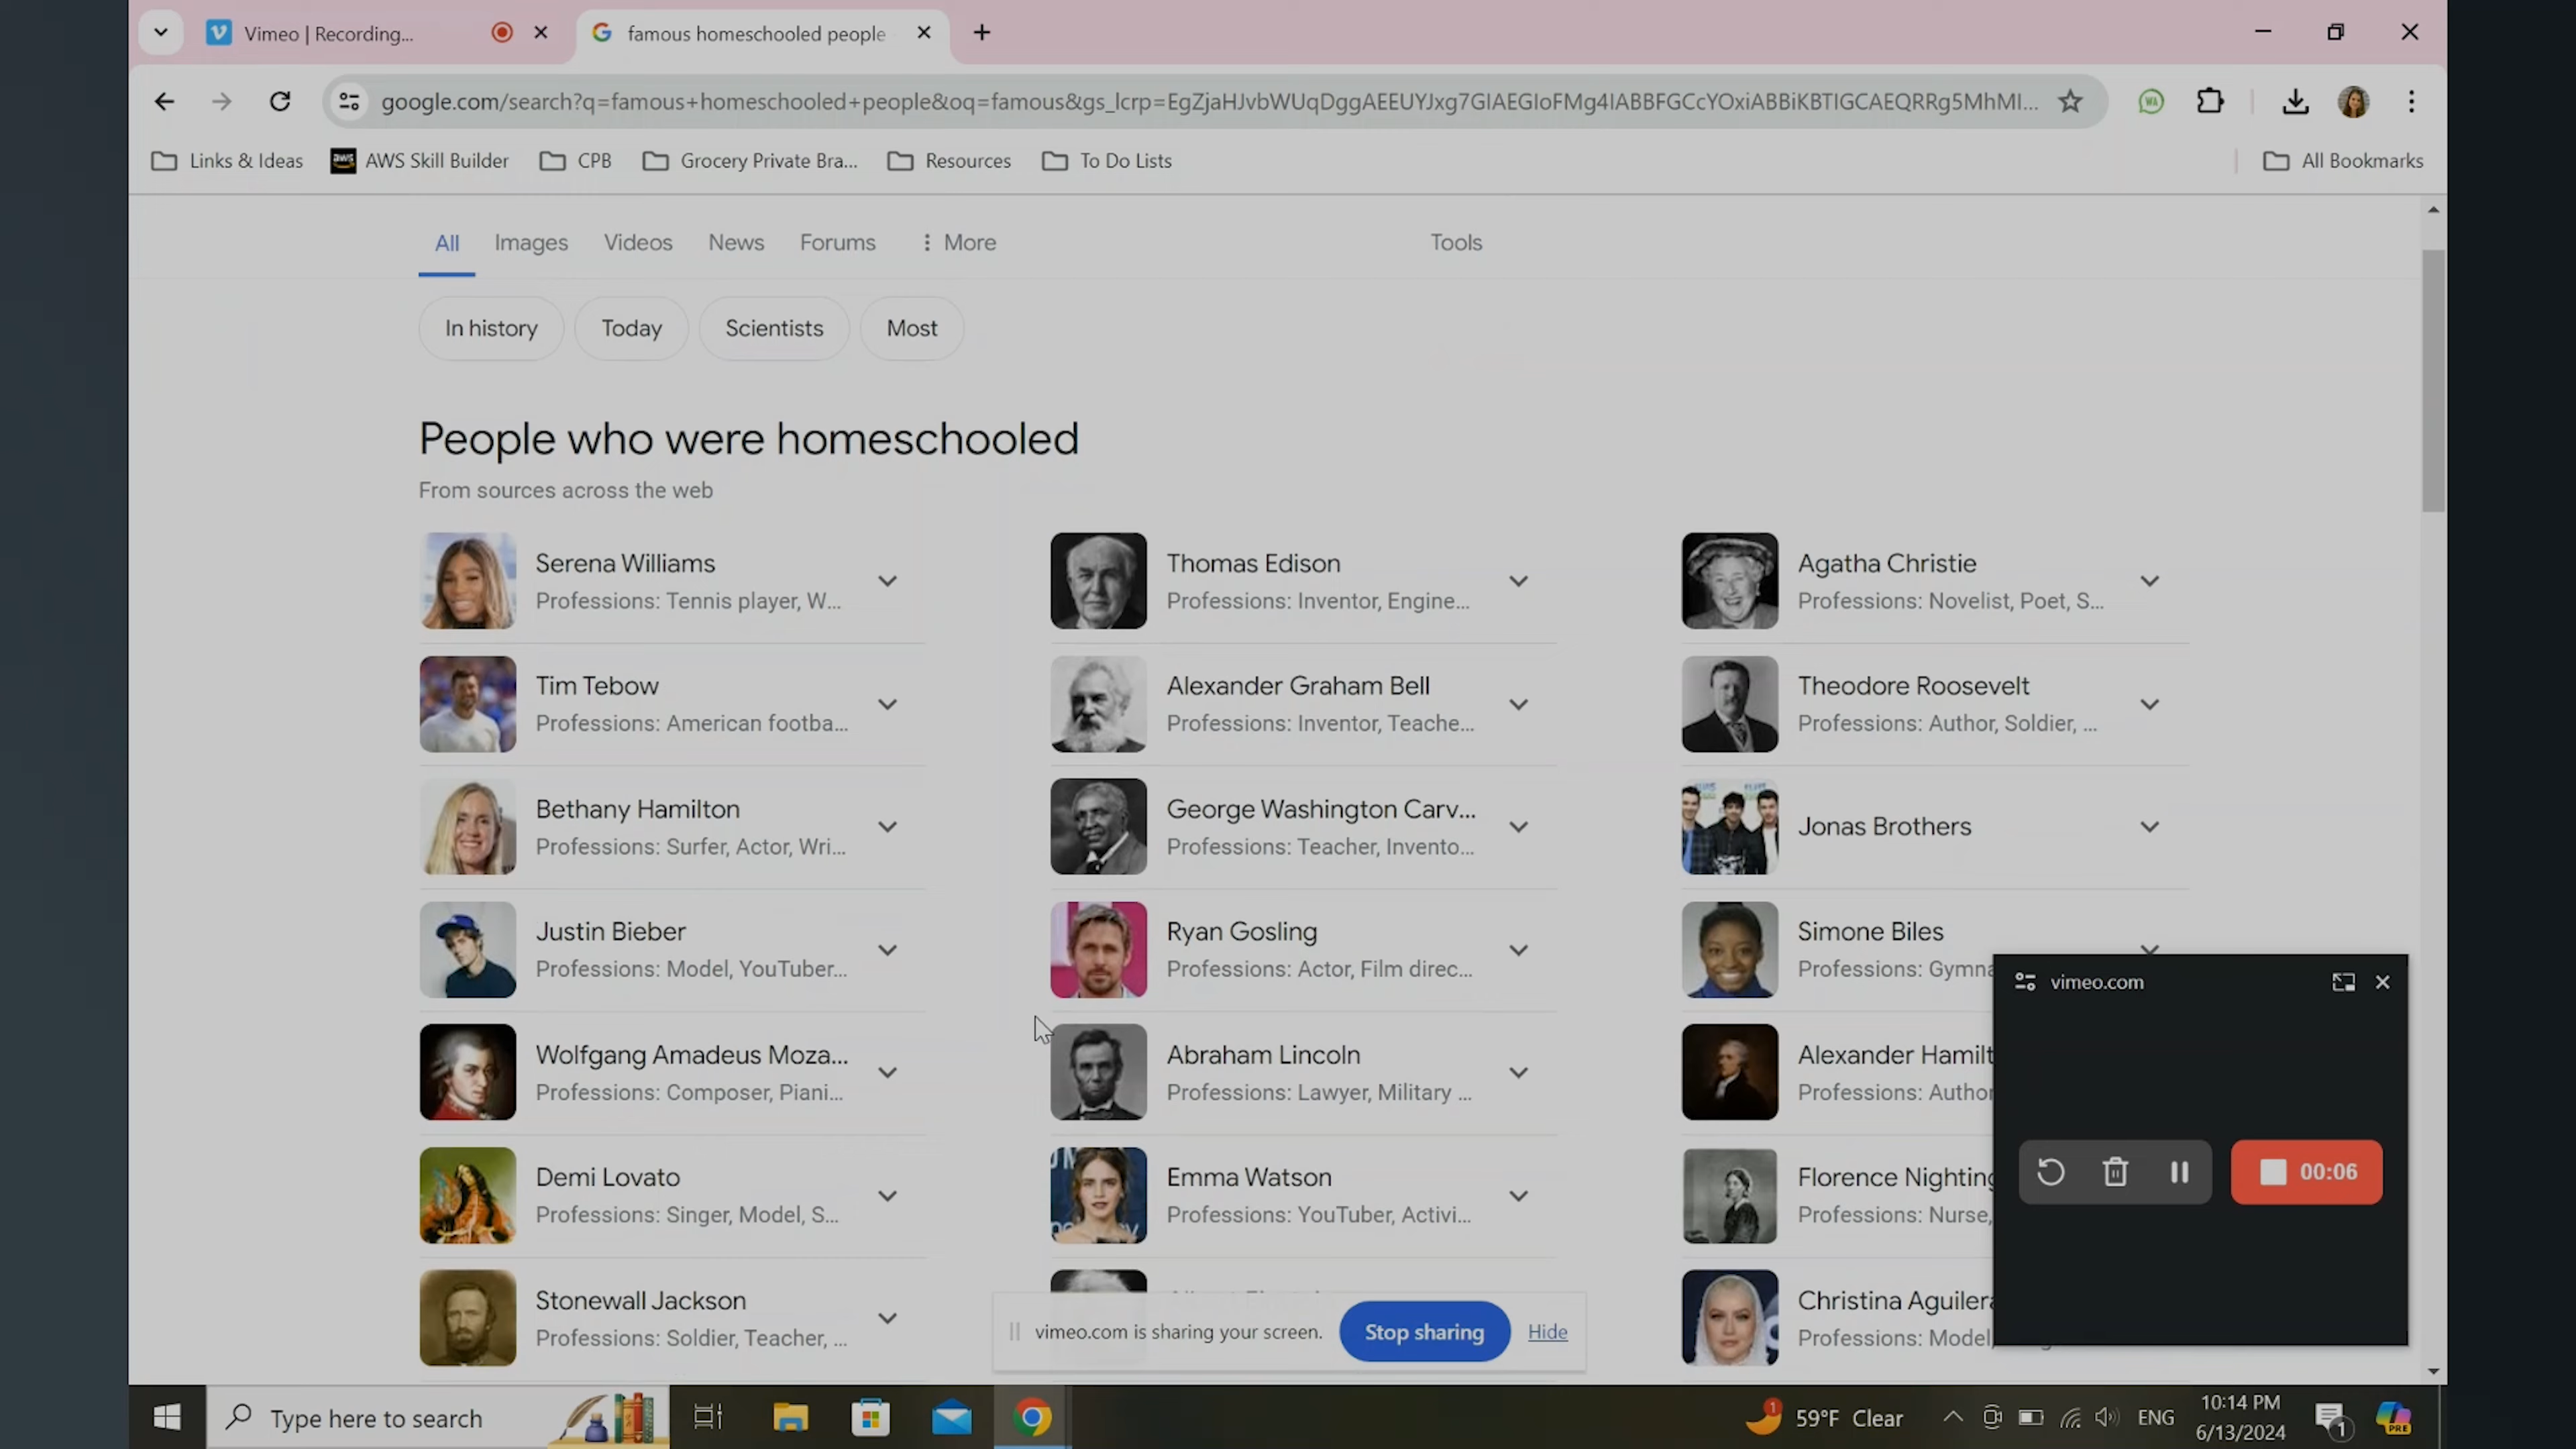 Vimeo | Recording...
famous homeschooled people
google.com/search?q=famous+homeschooled+people&oq=famous&gs_lcrp=EgZjaHJvbWUqDggAEEUYJxg7GIAEGIoFMg4IABBFGCcYOxiABBiKBTIGCAEQRRg5MhMI...
Links & Ideas
aws AWS Skill Builder
CPB
Grocery Private Bra...
Resources
To Do Lists
All Bookmarks
All Images Videos News Forums More Tools
In history Today Scientists Most
People who were homeschooled
From sources across the web
Serena Williams
Professions: Tennis player, W...
Thomas Edison
Professions: Inventor, Engine...
Agatha Christie
Professions: Novelist, Poet, S...
Tim Tebow
Professions: American footba...
Alexander Graham Bell
Professions: Inventor, Teache...
Theodore Roosevelt
Professions: Author, Soldier, ...
Bethany Hamilton
Professions: Surfer, Actor, Wri...
George Washington Carv...
Professions: Teacher, Invento...
Jonas Brothers
Justin Bieber
Professions: Model, YouTuber...
Ryan Gosling
Professions: Actor, Film direc...
Simone Biles
Professions: Gymna
Wolfgang Amadeus Moza...
Professions: Composer, Piani...
Abraham Lincoln
Professions: Lawyer, Military ...
Alexander Hamilt
Professions: Author
Demi Lovato
Professions: Singer, Model, S...
Emma Watson
Professions: YouTuber, Activi...
Florence Nighting
Professions: Nurse,
Stonewall Jackson
Professions: Soldier, Teacher, ...
Christina Aguilera
Professions: Model,
vimeo.com
00:06
vimeo.com is sharing your screen.
Stop sharing
Hide
Type here to search
1
59°F Clear
ENG
10:14 PM
6/13/2024
1
PRE